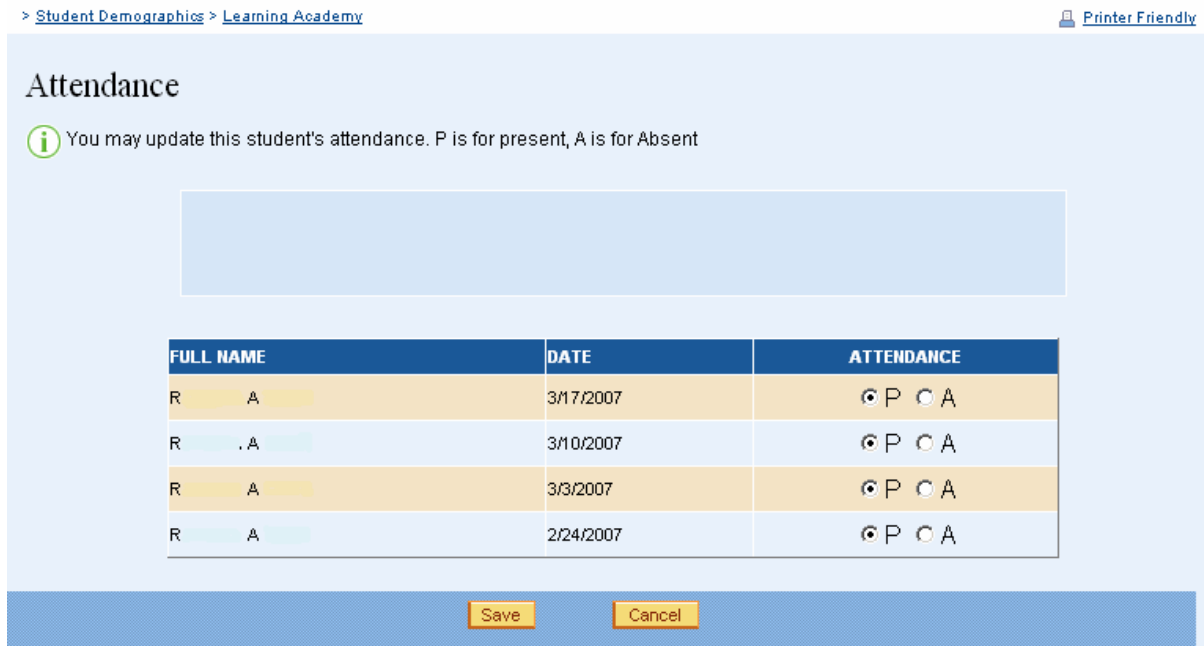 > Student Demographics > Learning Academy Printer Friendly
Attendance
You may update this student's attendance. P is for present, A is for Absent
FULL NAME DATE ATTENDANCE
R A 3/17/2007 P A
R . A 3/10/2007 P A
R A 3/3/2007 P A
R A 2/24/2007 P A
Save Cancel